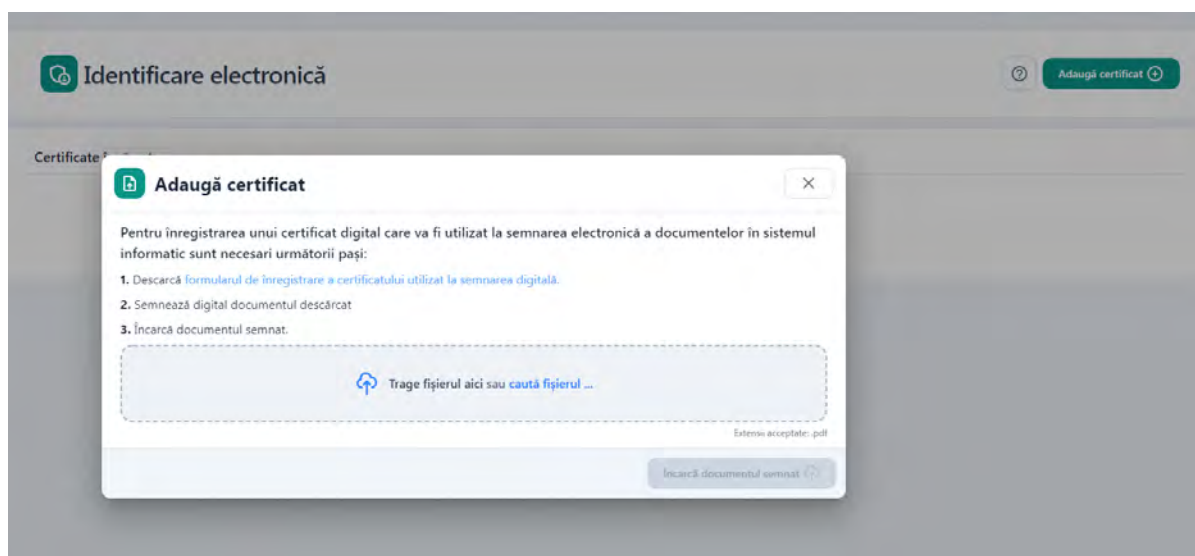 Identificare electronică
Adaugă certificat
Certificate
Adaugă certificat
Pentru înregistrarea unui certificat digital care va fi utilizat la semnarea electronică a documentelor în sistemul
informatic sunt necesari următorii pași:
1. Descarcă formularul de înregistrare a certificatului utilizat la semnarea digitală.
2. Semnează digital documentul descărcat
3. Încarcă documentul semnat.
Trage fișierul aici sau caută fișierul ...
Extensii acceptate: .pdf
Încarcă documentul semnat